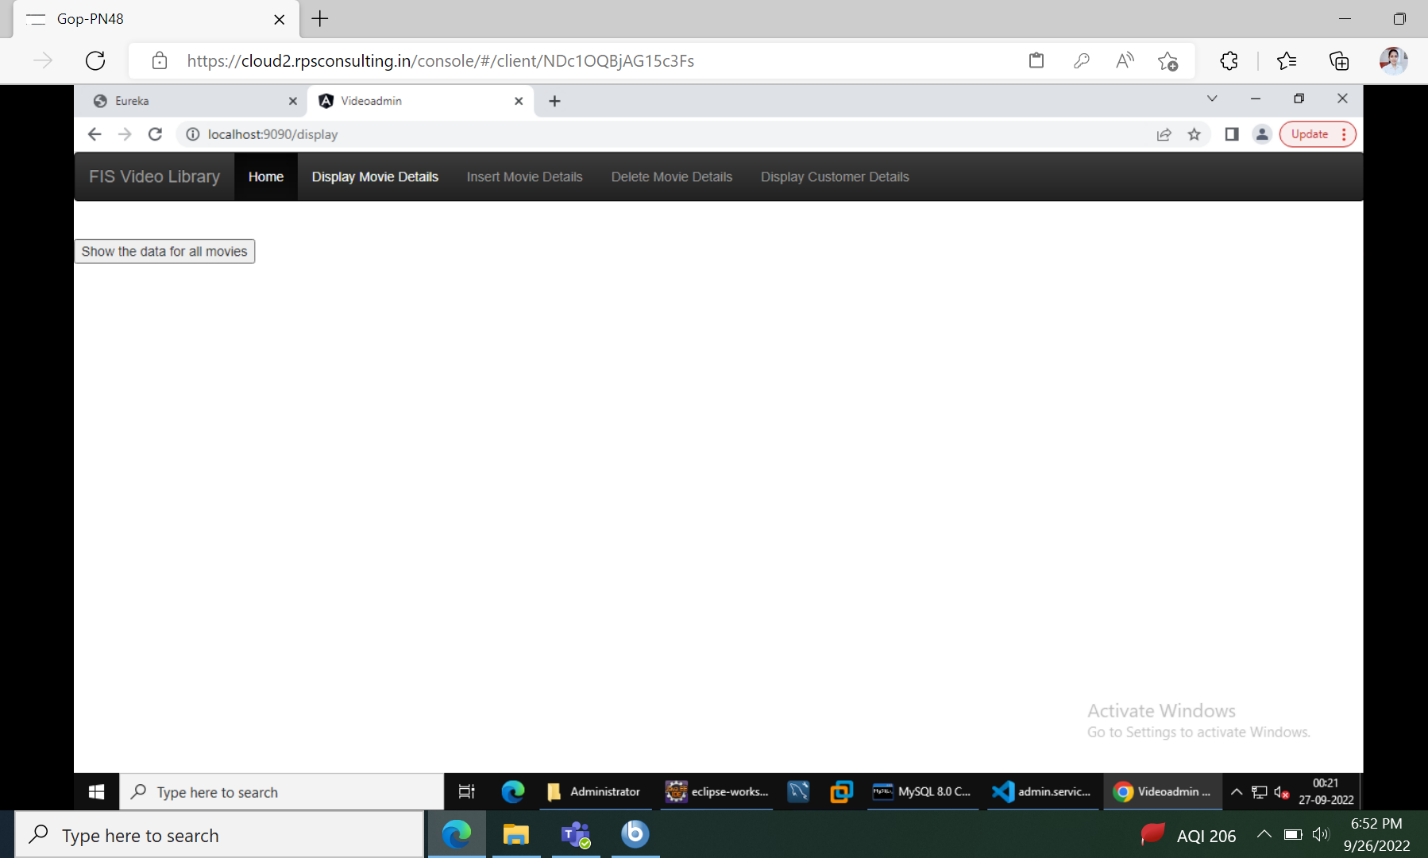 Gop-PN48
https://cloud2.rpsconsulting.in/console/#/client/NDc1OQBjAG15c3Fs
Eureka
Videoadmin
localhost:9090/display
Update
FIS Video Library Home Display Movie Details Insert Movie Details Delete Movie Details Display Customer Details
Show the data for all movies
Activate Windows
Go to Settings to activate Windows.
Type here to search
Administrator
eclipse-works...
MySQL 8.0 C...
admin.servic...
Videoadmin ...
00:21
27-09-2022
Type here to search
AQI 206
6:52 PM
9/26/2022